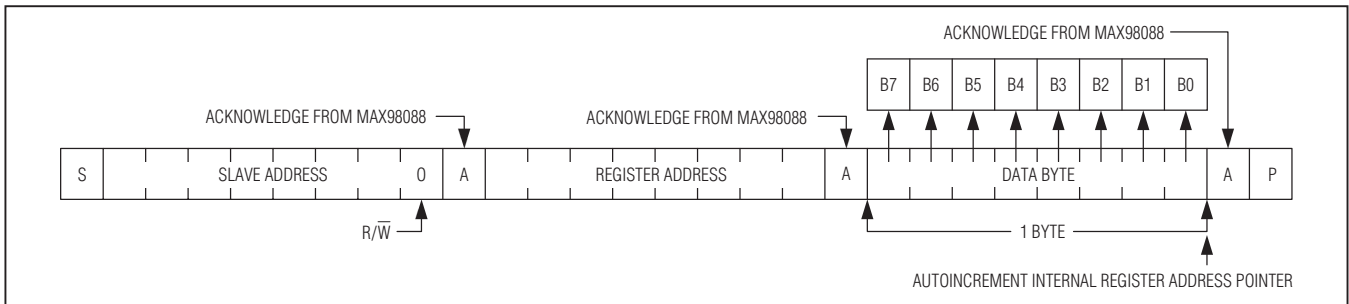 ACKNOWLEDGE FROM MAX98088
B7 B6 B5 B4 B3 B2 B1 B0
ACKNOWLEDGE FROM MAX98088 ACKNOWLEDGE FROM MAX98088
S SLAVE ADDRESS 0 A REGISTER ADDRESS A DATA BYTE A P
R/W̅ 1 BYTE
AUTOINCREMENT INTERNAL REGISTER ADDRESS POINTER